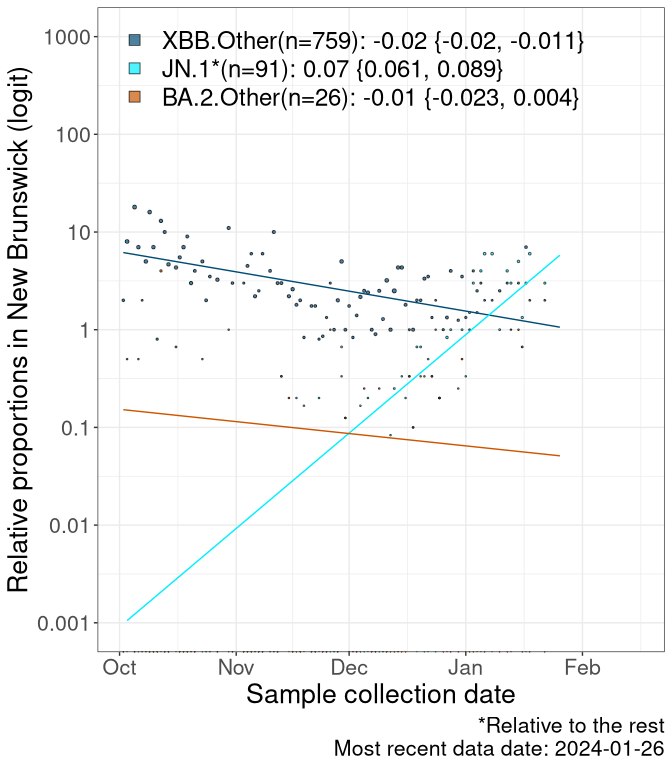 Relative proportions in New Brunswick (logit)
1000
100
10
1
0.1
0.01
0.001
XBB.Other(n=759): -0.02 {-0.02, -0.011}
JN.1*(n=91): 0.07 {0.061, 0.089}
BA.2.Other(n=26): -0.01 {-0.023, 0.004}
Oct Nov Dec Jan Feb
Sample collection date
*Relative to the rest
Most recent data date: 2024-01-26